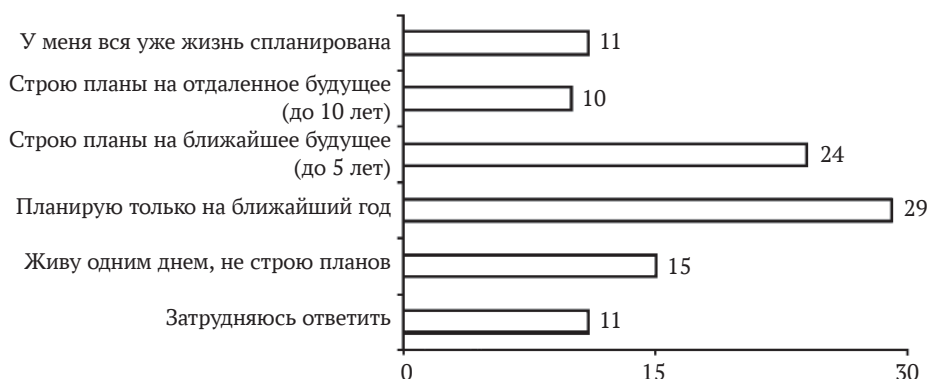 У меня вся уже жизнь спланирована
11
Строю планы на отдаленное будущее
(до 10 лет)
10
Строю планы на ближайшее будущее
(до 5 лет)
24
Планирую только на ближайший год
29
Живу одним днем, не строю планов
15
Затрудняюсь ответить
11
0
15
30